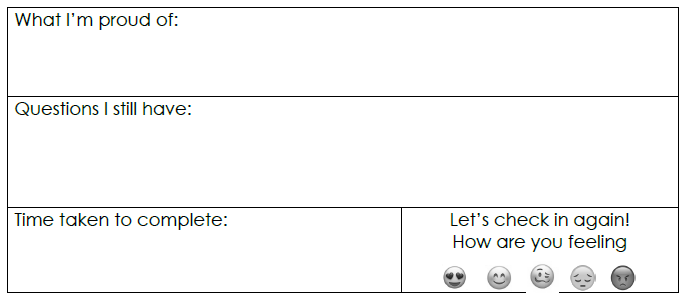 What I’m proud of:
Questions I still have:
Time taken to complete:
Let’s check in again!
How are you feeling